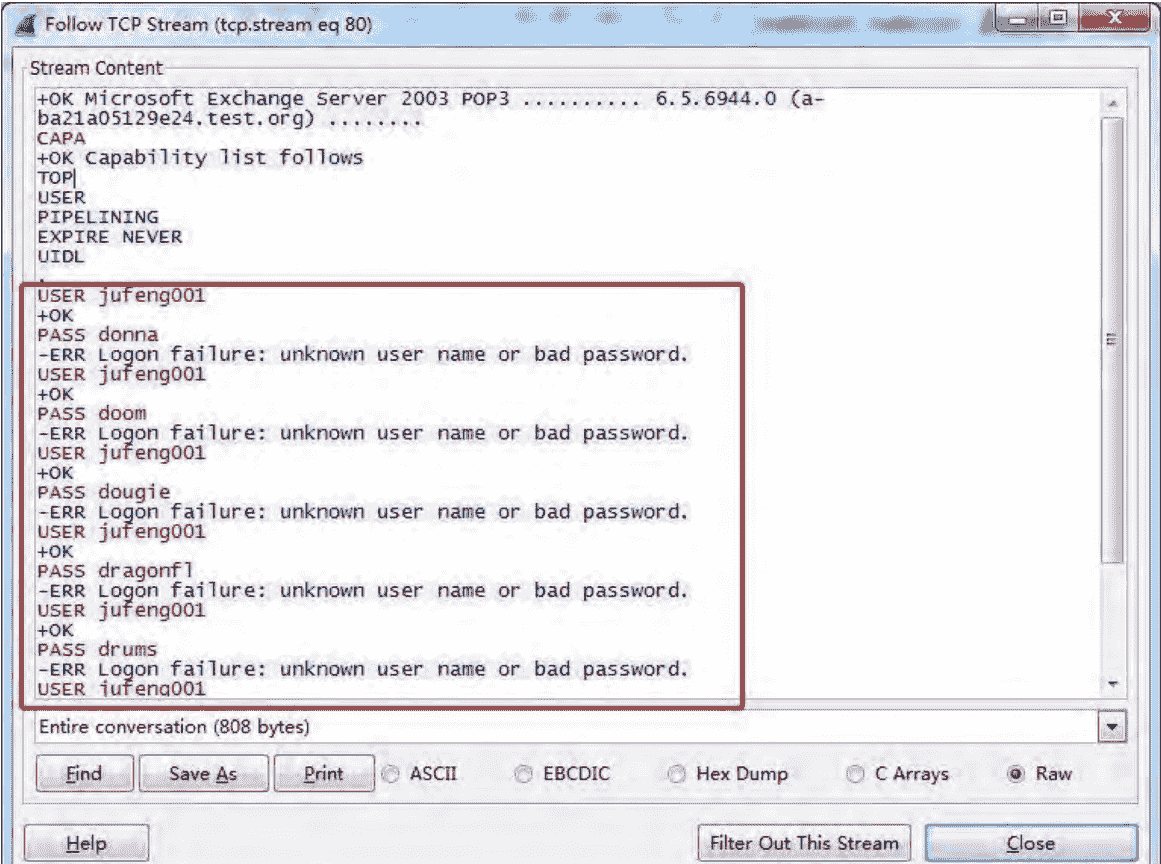 Follow TCP Stream (tcp.stream eq 80)
Stream Content
+OK Microsoft Exchange Server 2003 POP3 .......... 6.5.6944.0 (a-
ba21a05129e24.test.org) ........
CAPA
+OK Capability list follows
TOP
USER
PIPELINING
EXPIRE NEVER
UIDL
.
USER jufeng001
+OK
PASS donna
-ERR Logon failure: unknown user name or bad password.
USER jufeng001
+OK
PASS doom
-ERR Logon failure: unknown user name or bad password.
USER jufeng001
+OK
PASS dougie
-ERR Logon failure: unknown user name or bad password.
USER jufeng001
+OK
PASS dragonfl
-ERR Logon failure: unknown user name or bad password.
USER jufeng001
+OK
PASS drums
-ERR Logon failure: unknown user name or bad password.
USER jufeng001
Entire conversation (808 bytes)
Find Save As Print ASCII EBCDIC Hex Dump C Arrays Raw
Help Filter Out This Stream Close